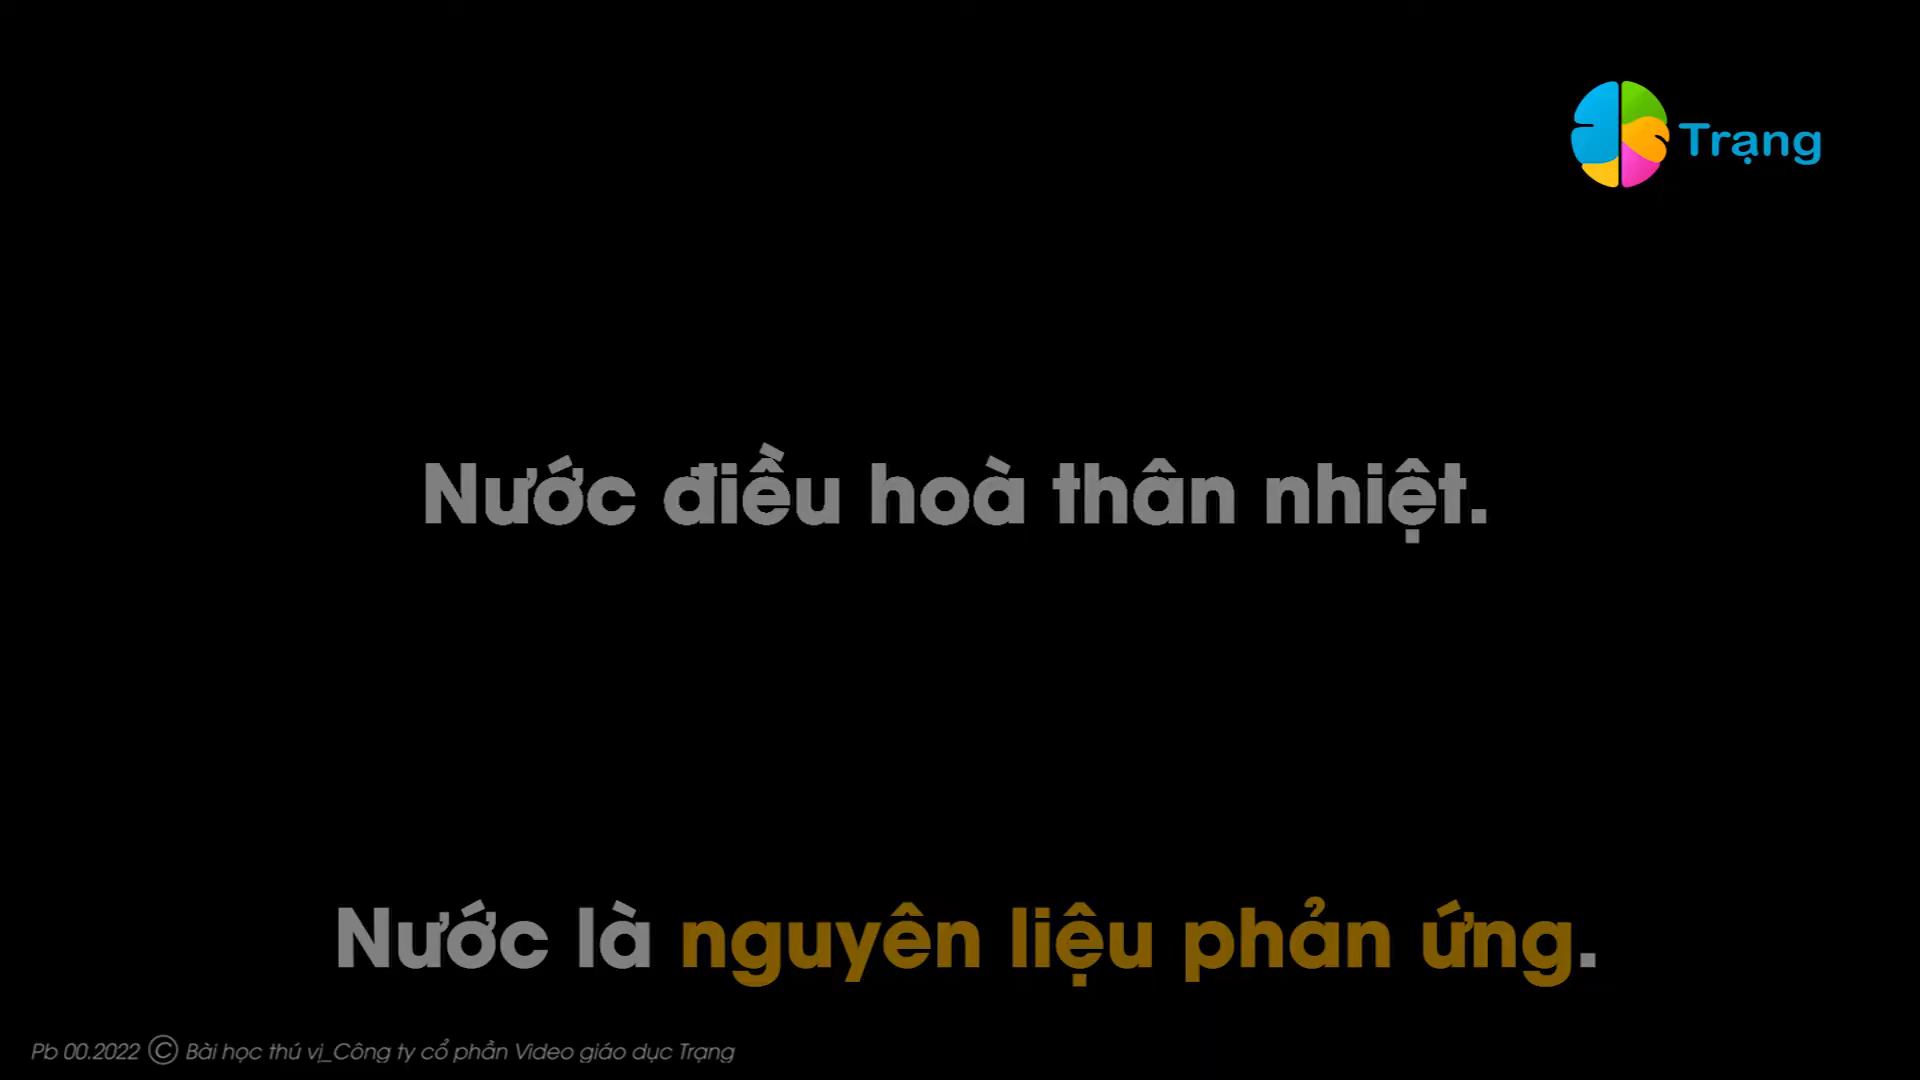 Trạng
Nước điều hoà thân nhiệt.
Nước là nguyên liệu phản ứng.
Pb 00.2022 © Bài học thú vị_Công ty cổ phần Video giáo dục Trạng